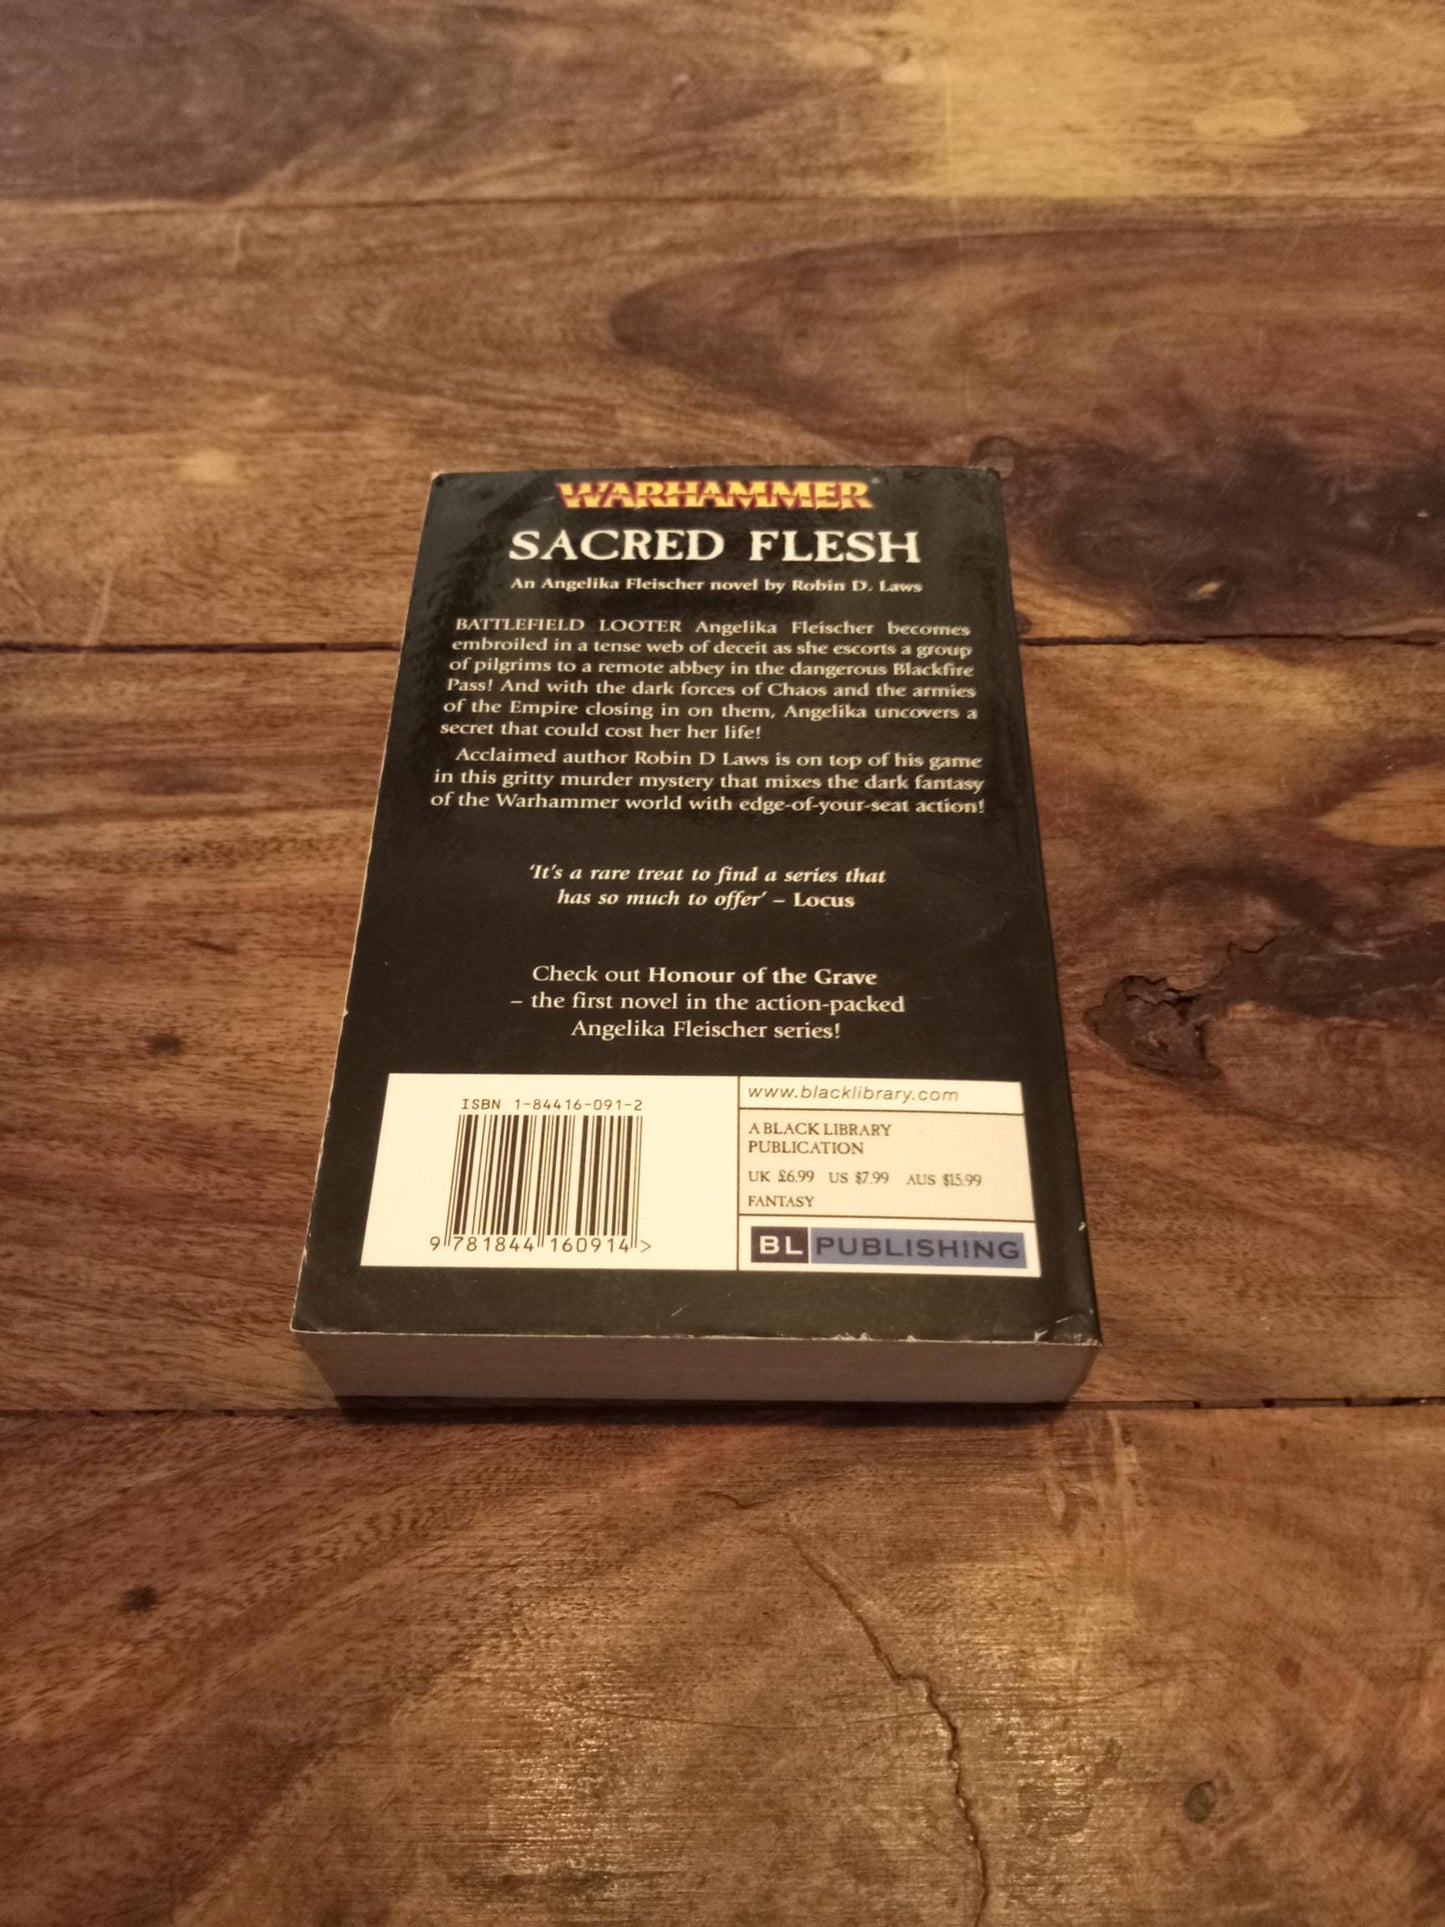 WARHAMMER
SACRED FLESH
An Angelika Fleischer novel by Robin D. Laws
BATTLEFIELD LOOTER Angelika Fleischer becomes
embroiled in a tense web of deceit as she escorts a group
of pilgrims to a remote abbey in the dangerous Blackfire
Pass! And with the dark forces of Chaos and the armies
of the Empire closing in on them, Angelika uncovers a
secret that could cost her her life!
Acclaimed author Robin D Laws is on top of his game
in this gritty murder mystery that mixes the dark fantasy
of the Warhammer world with edge-of-your-seat action!
'It's a rare treat to find a series that
has so much to offer' – Locus
Check out Honour of the Grave
– the first novel in the action-packed
Angelika Fleischer series!
ISBN 1-84416-091-2
9 781844 160914 >
www.blacklibrary.com
A BLACK LIBRARY
PUBLICATION
UK £6.99 US $7.99 AUS $15.99
FANTASY
BL PUBLISHING